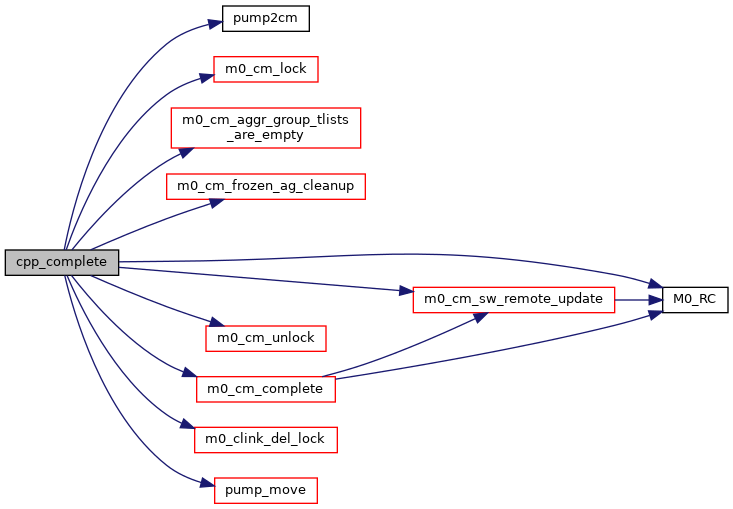 pump2cm
m0_cm_lock
m0_cm_aggr_group_tlists
_are_empty
m0_cm_frozen_ag_cleanup
cpp_complete
m0_cm_sw_remote_update
M0_RC
m0_cm_unlock
m0_cm_complete
m0_clink_del_lock
pump_move